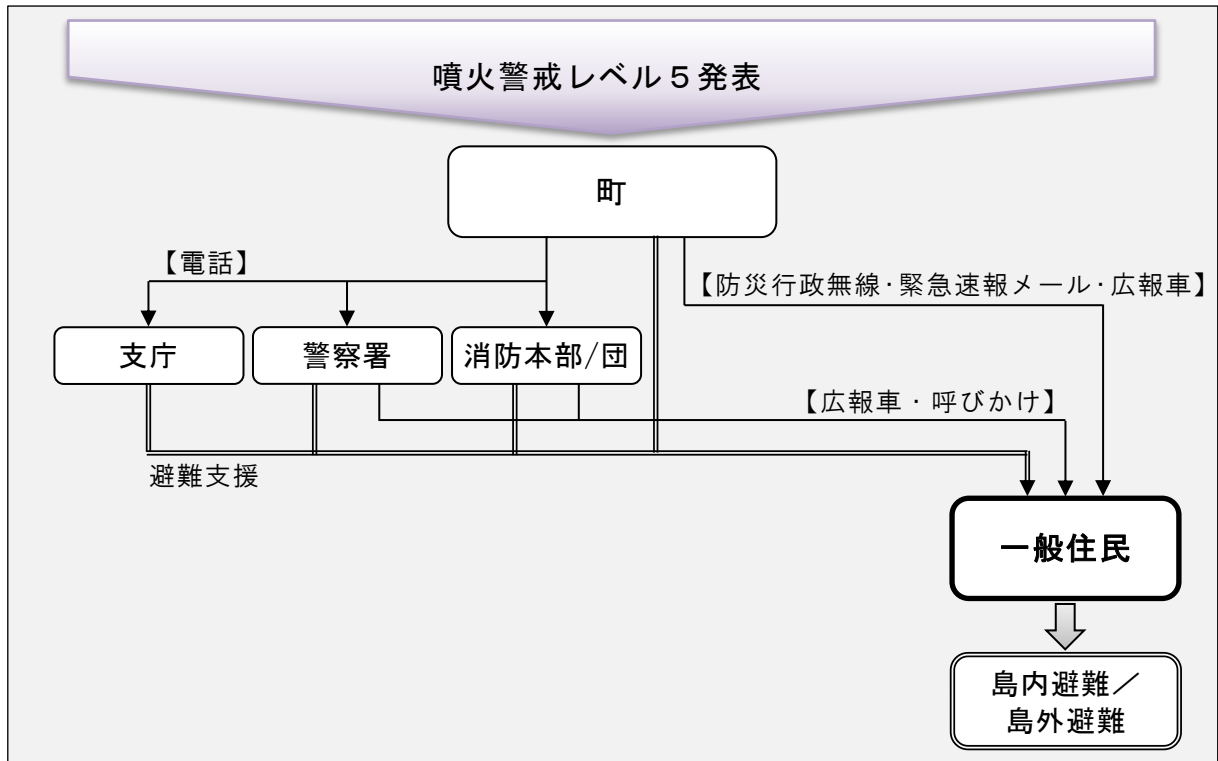 噴火警戒レベル５発表
町
【電話】
【防災行政無線･緊急速報メール･広報車】
支庁
警察署
消防本部/団
【広報車・呼びかけ】
避難支援
一般住民
島内避難／
島外避難